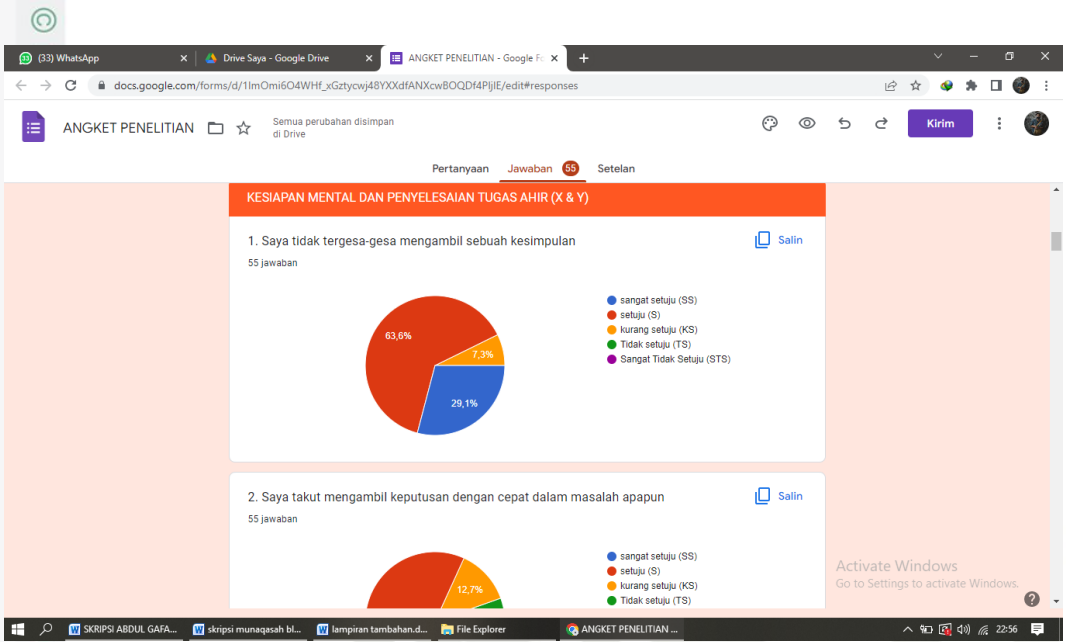 (33) WhatsApp
Drive Saya - Google Drive
ANGKET PENELITIAN - Google Fo
docs.google.com/forms/d/1ImOmi6O4WHf_xGztycwj48YXXdfANXcwBOQDf4PljlE/edit#responses
ANGKET PENELITIAN
Semua perubahan disimpan
di Drive
Kirim
Pertanyaan Jawaban 55 Setelan
KESIAPAN MENTAL DAN PENYELESAIAN TUGAS AHIR (X & Y)
1. Saya tidak tergesa-gesa mengambil sebuah kesimpulan
Salin
55 jawaban
sangat setuju (SS)
setuju (S)
kurang setuju (KS)
Tidak setuju (TS)
Sangat Tidak Setuju (STS)
63,6%
7,3%
29,1%
2. Saya takut mengambil keputusan dengan cepat dalam masalah apapun
Salin
55 jawaban
sangat setuju (SS)
setuju (S)
kurang setuju (KS)
Tidak setuju (TS)
12,7%
Activate Windows
Go to Settings to activate Windows.
SKRIPSI ABDUL GAFA...
skripsi munaqasah bl...
lampiran tambahan.d...
File Explorer
ANGKET PENELITIAN ...
22:56